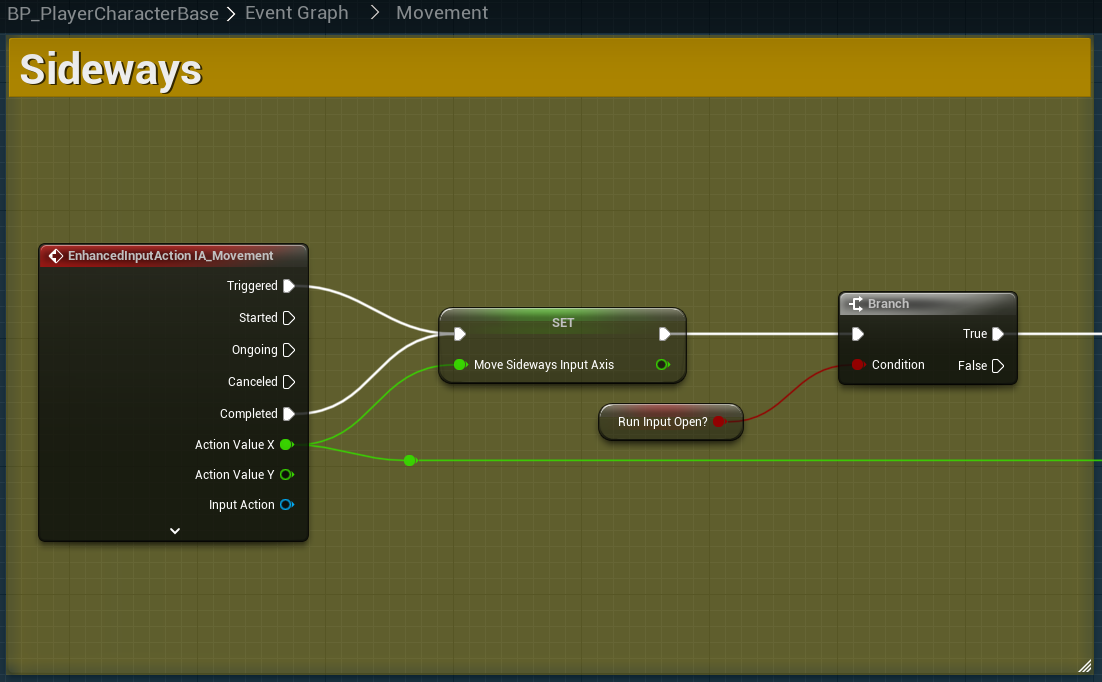 BP_PlayerCharacterBase > Event Graph > Movement
Sideways
EnhancedInputAction IA_Movement
Triggered
Started
Ongoing
Canceled
Completed
Action Value X
Action Value Y
Input Action
SET
Move Sideways Input Axis
Run Input Open?
Branch
True
Condition
False